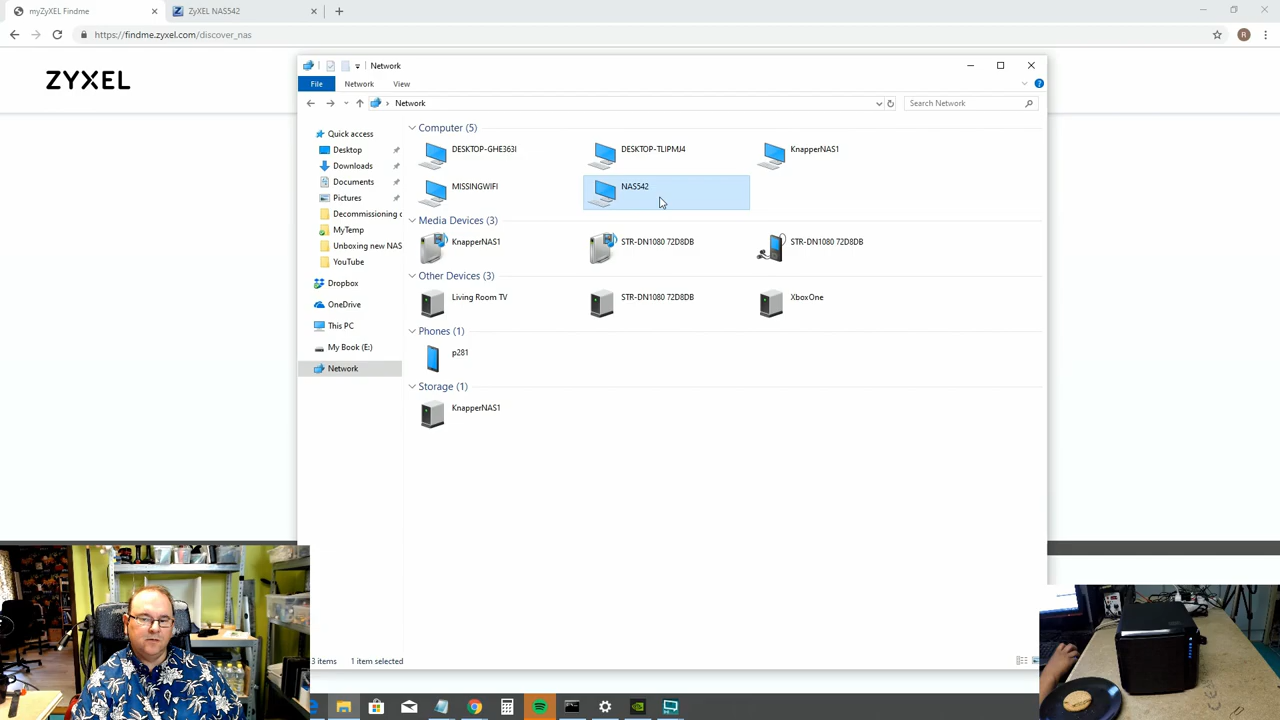 myZyXEL Findme
ZyXEL NAS542
https://findme.zyxel.com/discover_nas
R
ZYXEL
Network
File
Network
View
Network
Search Network
Quick access
Desktop
Downloads
Documents
Pictures
Decommissioning c
MyTemp
Unboxing new NAS
YouTube
Dropbox
OneDrive
This PC
My Book (E:)
Network
Computer (5)
DESKTOP-GHE363I
DESKTOP-TLIPMJ4
KnapperNAS1
MISSINGWIFI
NAS542
Media Devices (3)
KnapperNAS1
STR-DN1080 72D8DB
STR-DN1080 72D8DB
Other Devices (3)
Living Room TV
STR-DN1080 72D8DB
XboxOne
Phones (1)
p281
Storage (1)
KnapperNAS1
3 items
1 item selected